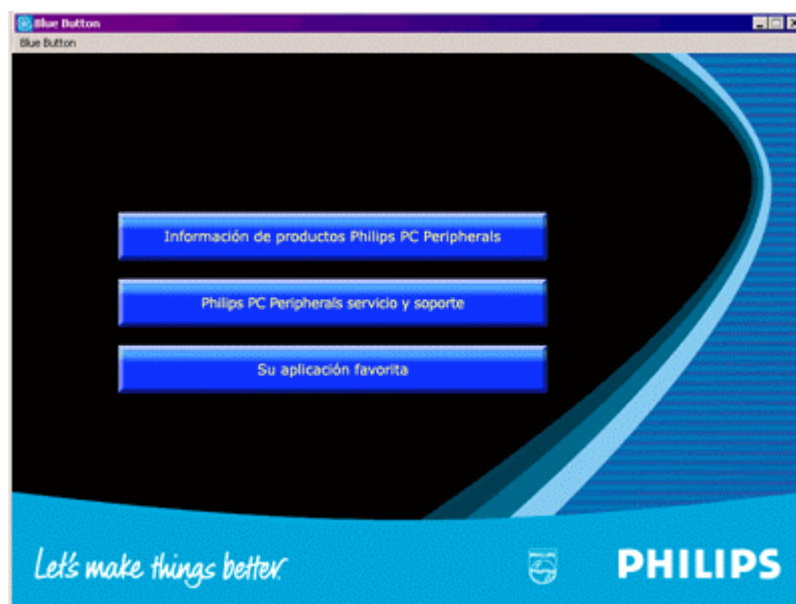 Blue Button
Blue Button
Información de productos Philips PC Peripherals
Philips PC Peripherals servicio y soporte
Su aplicación favorita
Let's make things better.
PHILIPS